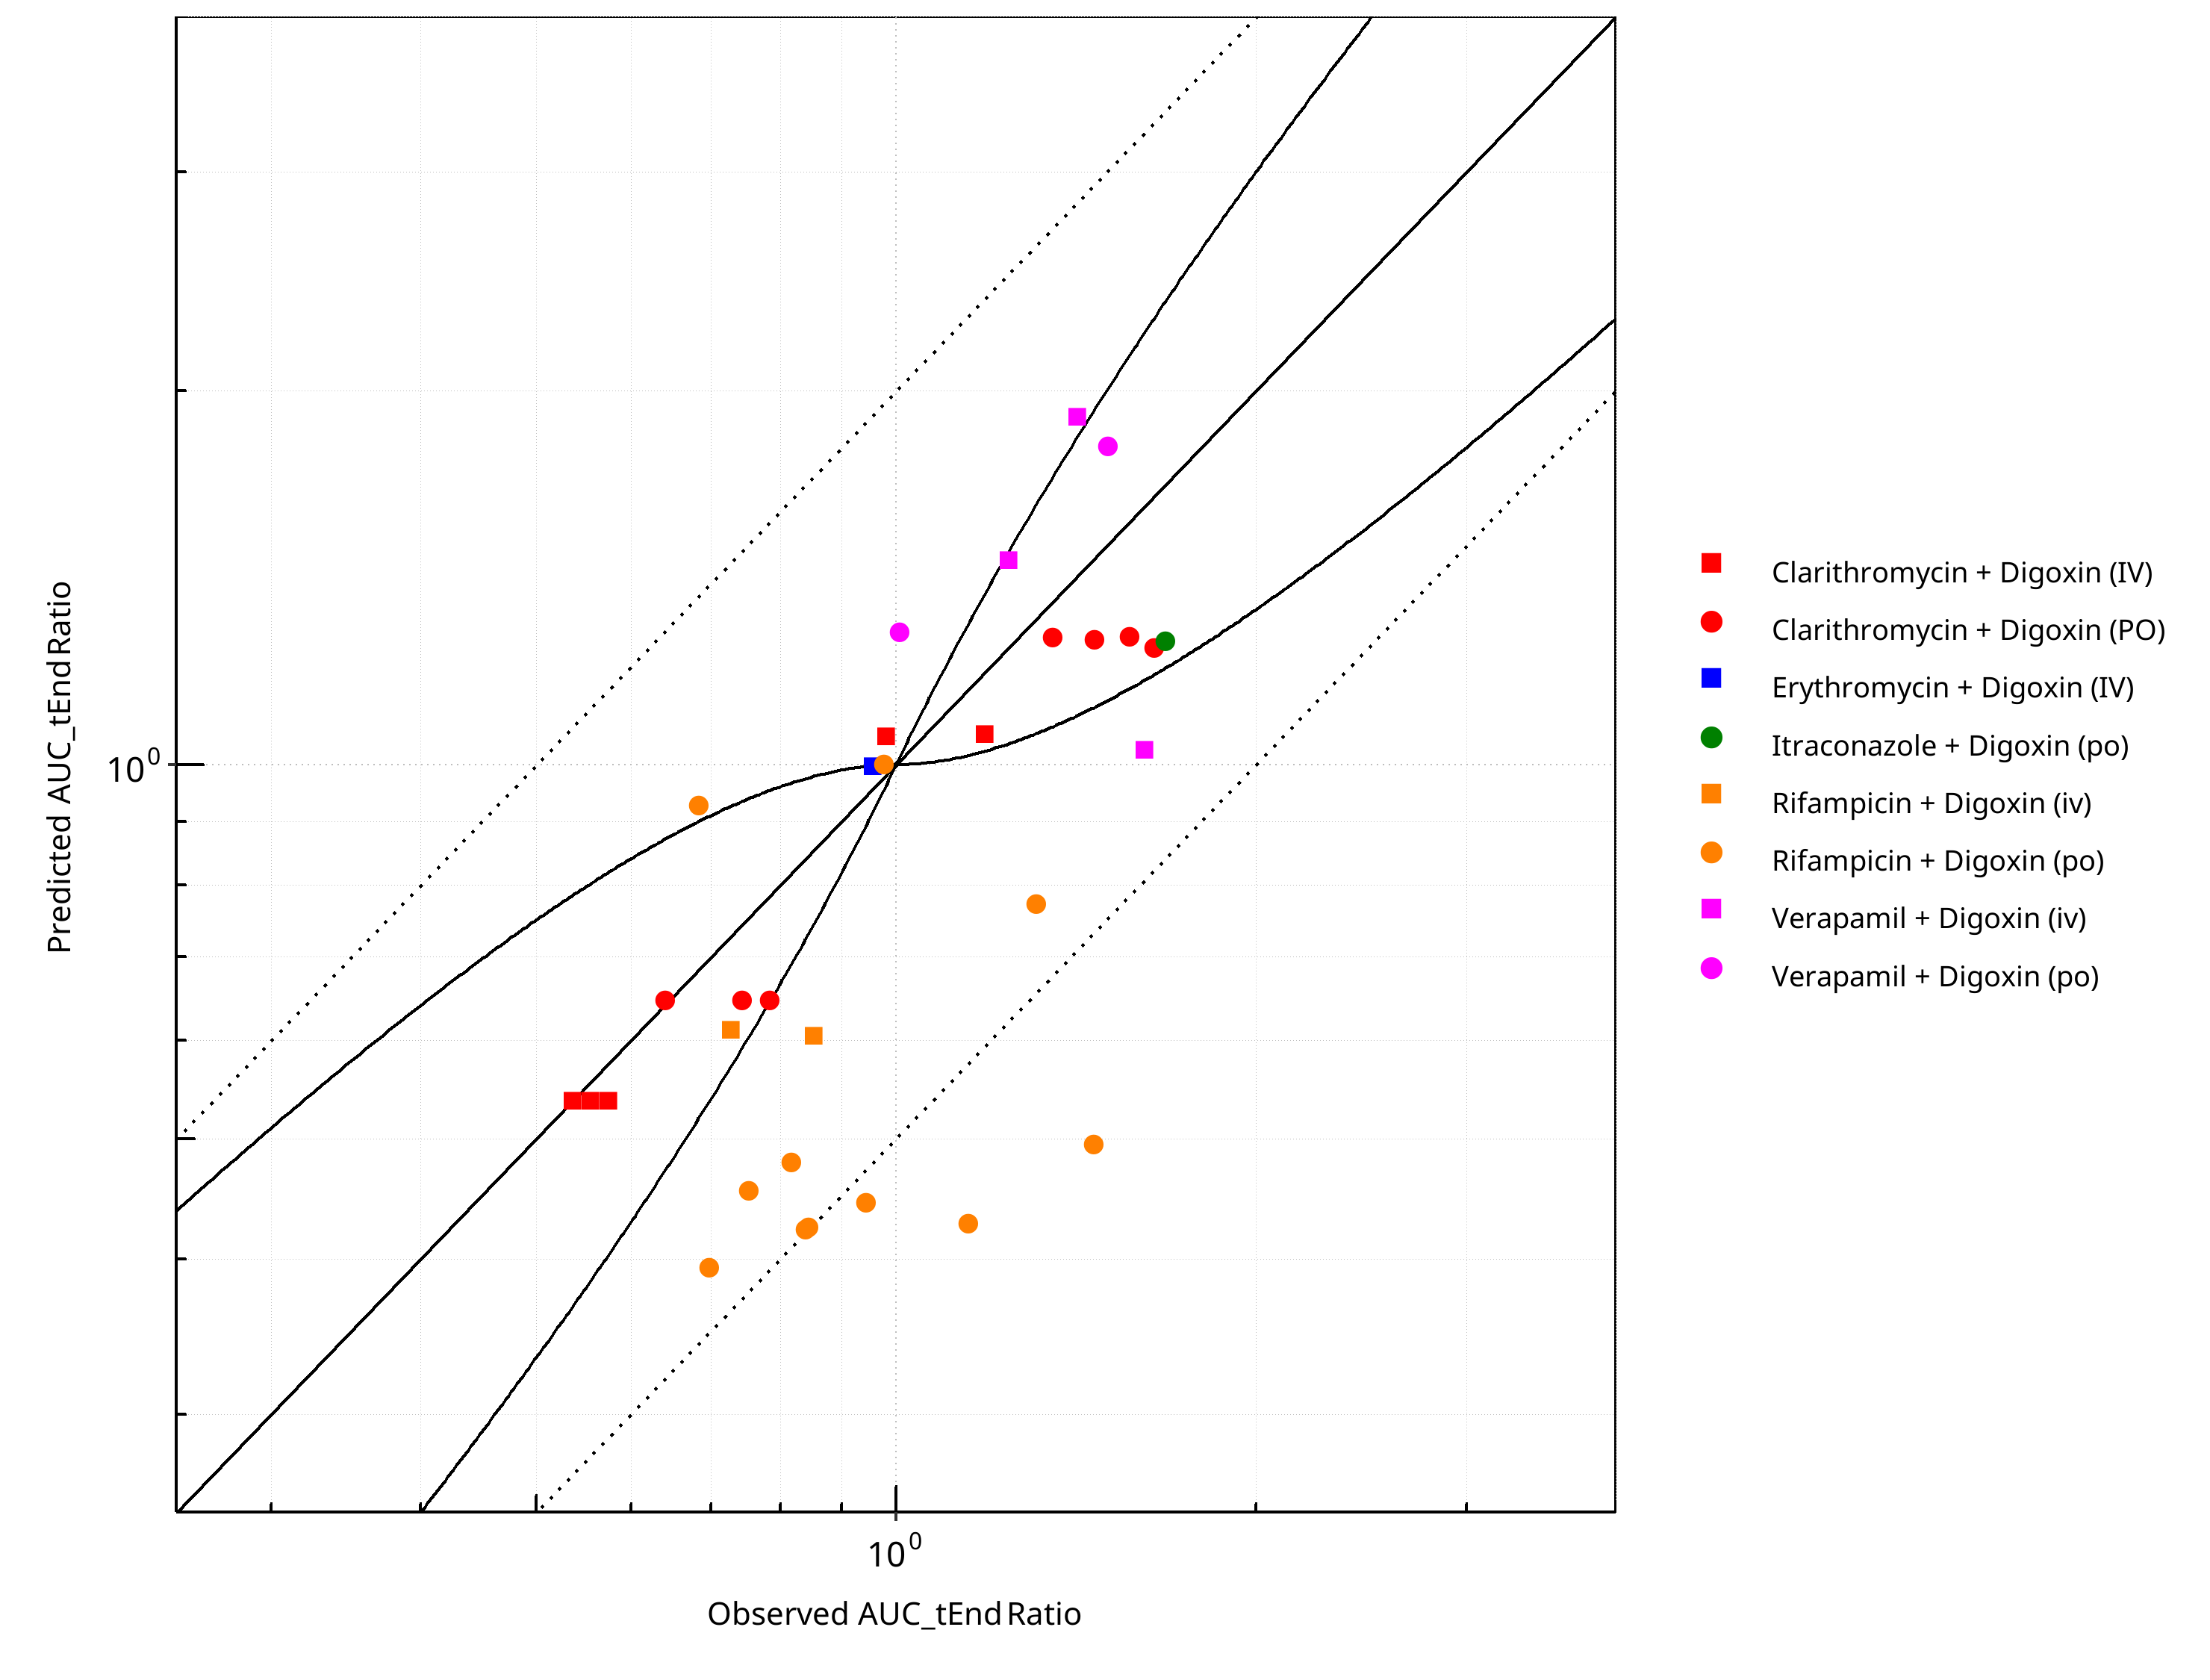 Predicted AUC_tEnd Ratio
10^0
10^0
Observed AUC_tEnd Ratio
Clarithromycin + Digoxin (IV)
Clarithromycin + Digoxin (PO)
Erythromycin + Digoxin (IV)
Itraconazole + Digoxin (po)
Rifampicin + Digoxin (iv)
Rifampicin + Digoxin (po)
Verapamil + Digoxin (iv)
Verapamil + Digoxin (po)